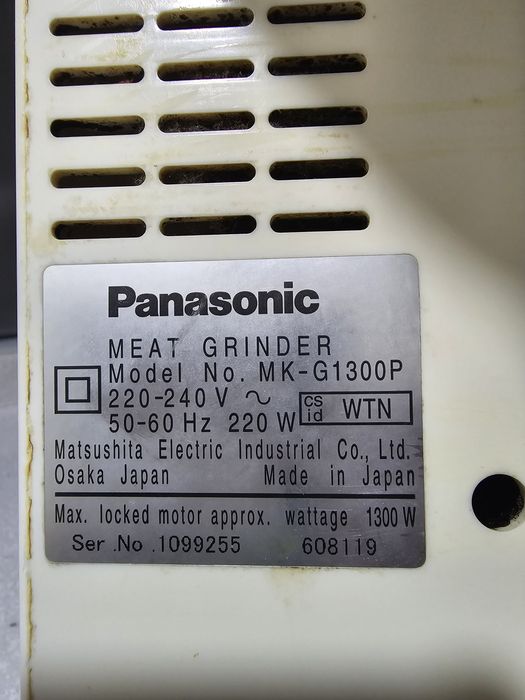 Panasonic
MEAT GRINDER
Model No. MK-G1300P
220-240 V ~
50-60 Hz 220 W
cs id WTN
Matsushita Electric Industrial Co., Ltd.
Osaka Japan Made in Japan
Max. locked motor approx. wattage 1300 W
Ser .No .1099255 608119